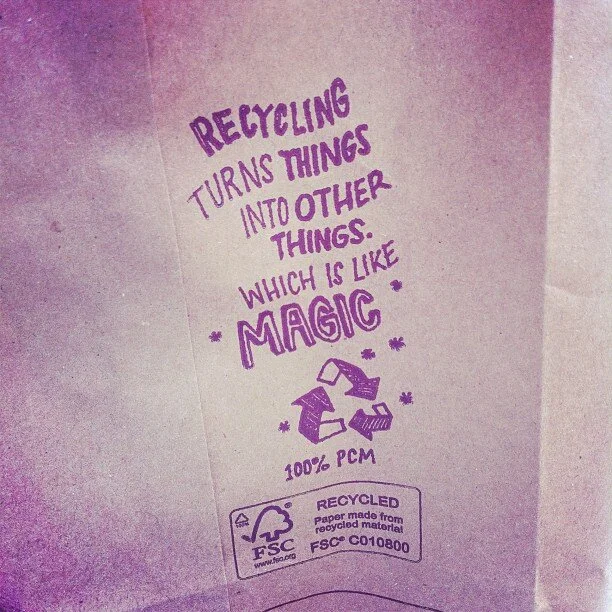 RECYCLING
TURNS THINGS
INTO OTHER
THINGS.
WHICH IS LIKE
MAGIC
100% PCM
FSC
www.fsc.org
RECYCLED
Paper made from
recycled material
FSC® C010800